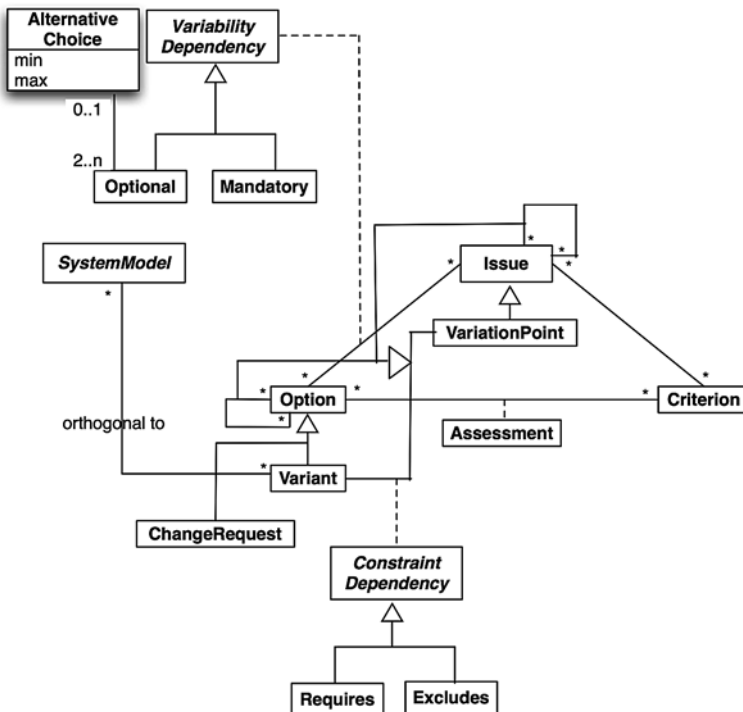 Alternative
Choice
min
max
Variability
Dependency
0..1
2..n
Optional
Mandatory
SystemModel
*
*
*
*
*
Issue
VariationPoint
*
*
*
*
*
*
Option
Criterion
orthogonal to
Assessment
*
Variant
ChangeRequest
Constraint
Dependency
Requires
Excludes